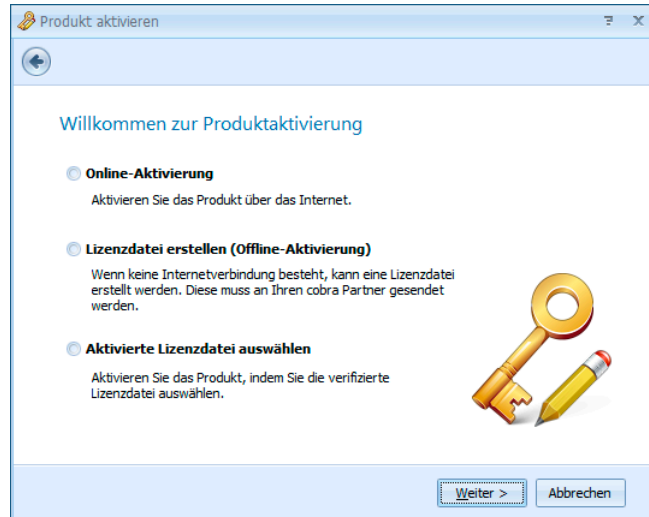 Produkt aktivieren
Willkommen zur Produktaktivierung
Online-Aktivierung
Aktivieren Sie das Produkt über das Internet.
Lizenzdatei erstellen (Offline-Aktivierung)
Wenn keine Internetverbindung besteht, kann eine Lizenzdatei
erstellt werden. Diese muss an Ihren cobra Partner gesendet
werden.
Aktivierte Lizenzdatei auswählen
Aktivieren Sie das Produkt, indem Sie die verifizierte
Lizenzdatei auswählen.
Weiter > Abbrechen